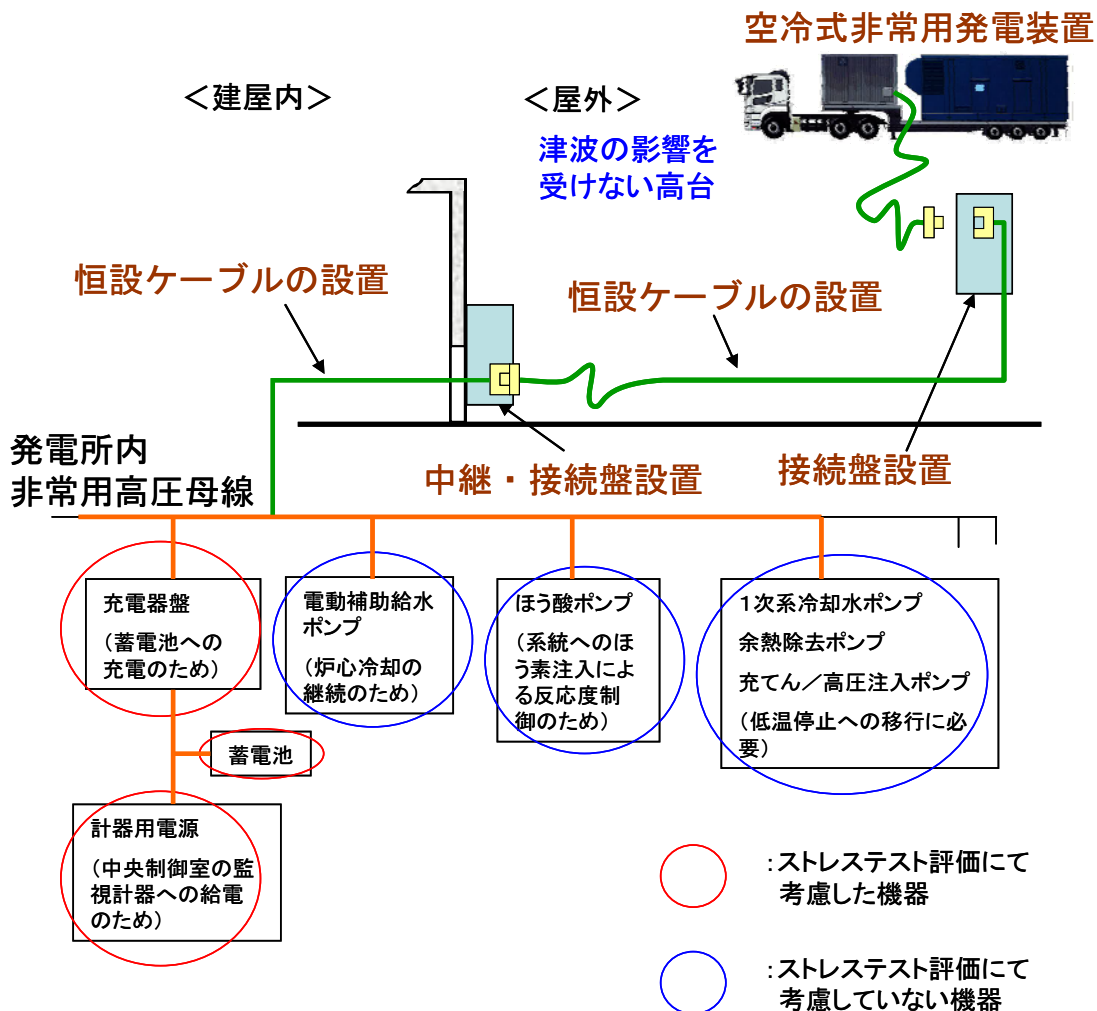 空冷式非常用発電装置
＜建屋内＞
＜屋外＞
津波の影響を
受けない高台
恒設ケーブルの設置
恒設ケーブルの設置
中継・接続盤設置
接続盤設置
発電所内
非常用高圧母線
充電器盤
（蓄電池への
充電のため）
電動補助給水
ポンプ
（炉心冷却の
継続のため）
ほう酸ポンプ
（系統へのほ
う素注入によ
る反応度制
御のため）
１次系冷却水ポンプ
余熱除去ポンプ
充てん／高圧注入ポンプ
（低温停止への移行に必
要）
蓄電池
計器用電源
（中央制御室の監
視計器への給電
のため）
：ストレステスト評価にて
考慮した機器
：ストレステスト評価にて
考慮していない機器